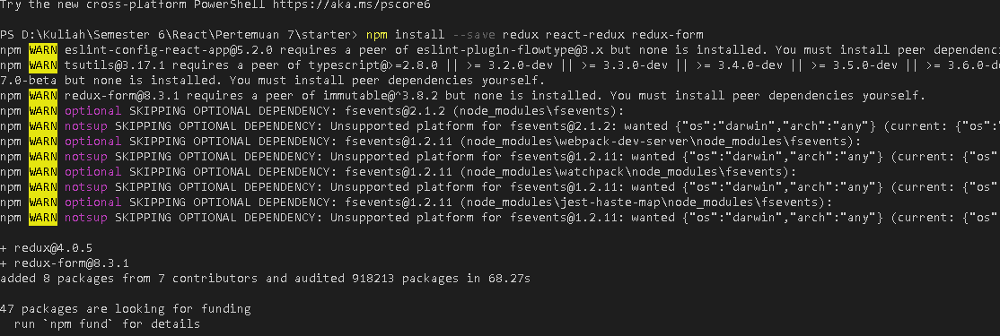 Try the new cross-platform PowerShell https://aka.ms/pscore6
PS D:\Kuliah\Semester 6\React\Pertemuan 7\starter> npm install --save redux react-redux redux-form
npm WARN eslint-config-react-app@5.2.0 requires a peer of eslint-plugin-flowtype@3.x but none is installed. You must install peer dependenci
npm WARN tsutils@3.17.1 requires a peer of typescript@>=2.8.0 || >= 3.2.0-dev || >= 3.3.0-dev || >= 3.4.0-dev || >= 3.5.0-dev || >= 3.6.0-d
7.0-beta but none is installed. You must install peer dependencies yourself.
npm WARN redux-form@8.3.1 requires a peer of immutable@^3.8.2 but none is installed. You must install peer dependencies yourself.
npm WARN optional SKIPPING OPTIONAL DEPENDENCY: fsevents@2.1.2 (node_modules\fsevents):
npm WARN notsup SKIPPING OPTIONAL DEPENDENCY: Unsupported platform for fsevents@2.1.2: wanted {"os":"darwin","arch":"any"} (current: {"os":"
npm WARN optional SKIPPING OPTIONAL DEPENDENCY: fsevents@1.2.11 (node_modules\webpack-dev-server\node_modules\fsevents):
npm WARN notsup SKIPPING OPTIONAL DEPENDENCY: Unsupported platform for fsevents@1.2.11: wanted {"os":"darwin","arch":"any"} (current: {"os"
npm WARN optional SKIPPING OPTIONAL DEPENDENCY: fsevents@1.2.11 (node_modules\watchpack\node_modules\fsevents):
npm WARN notsup SKIPPING OPTIONAL DEPENDENCY: Unsupported platform for fsevents@1.2.11: wanted {"os":"darwin","arch":"any"} (current: {"os"
npm WARN optional SKIPPING OPTIONAL DEPENDENCY: fsevents@1.2.11 (node_modules\jest-haste-map\node_modules\fsevents):
npm WARN notsup SKIPPING OPTIONAL DEPENDENCY: Unsupported platform for fsevents@1.2.11: wanted {"os":"darwin","arch":"any"} (current: {"os"
+ redux@4.0.5
+ redux-form@8.3.1
added 8 packages from 7 contributors and audited 918213 packages in 68.27s
47 packages are looking for funding
run `npm fund` for details